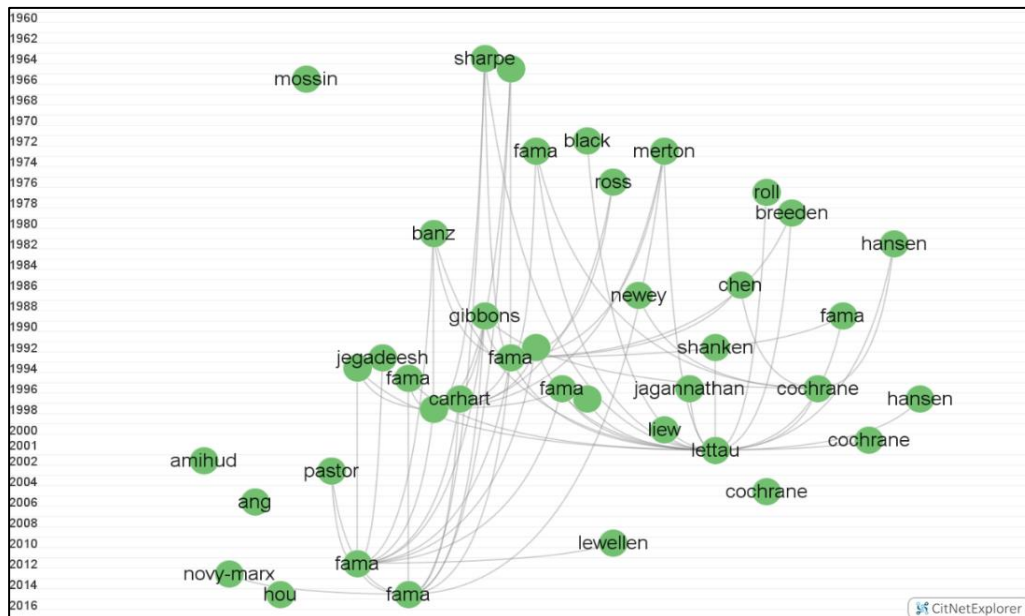 1960
1962
1964 sharpe
1966 mossin
1968
1970
1972 fama black merton
1974
1976 ross roll
1978 breeden
1980 banz
1982 hansen
1984
1986 newey chen
1988 gibbons fama
1990
1992 jegadeesh fama shanken
1994 fama
1996 carhart fama jagannathan cochrane hansen
1998
2000 liew cochrane
2001 lettau
2002 amihud pastor
2004 cochrane
2006 ang
2008
2010 lewellen
2012 fama novy-marx
2014 hou fama
2016
CitNetExplorer